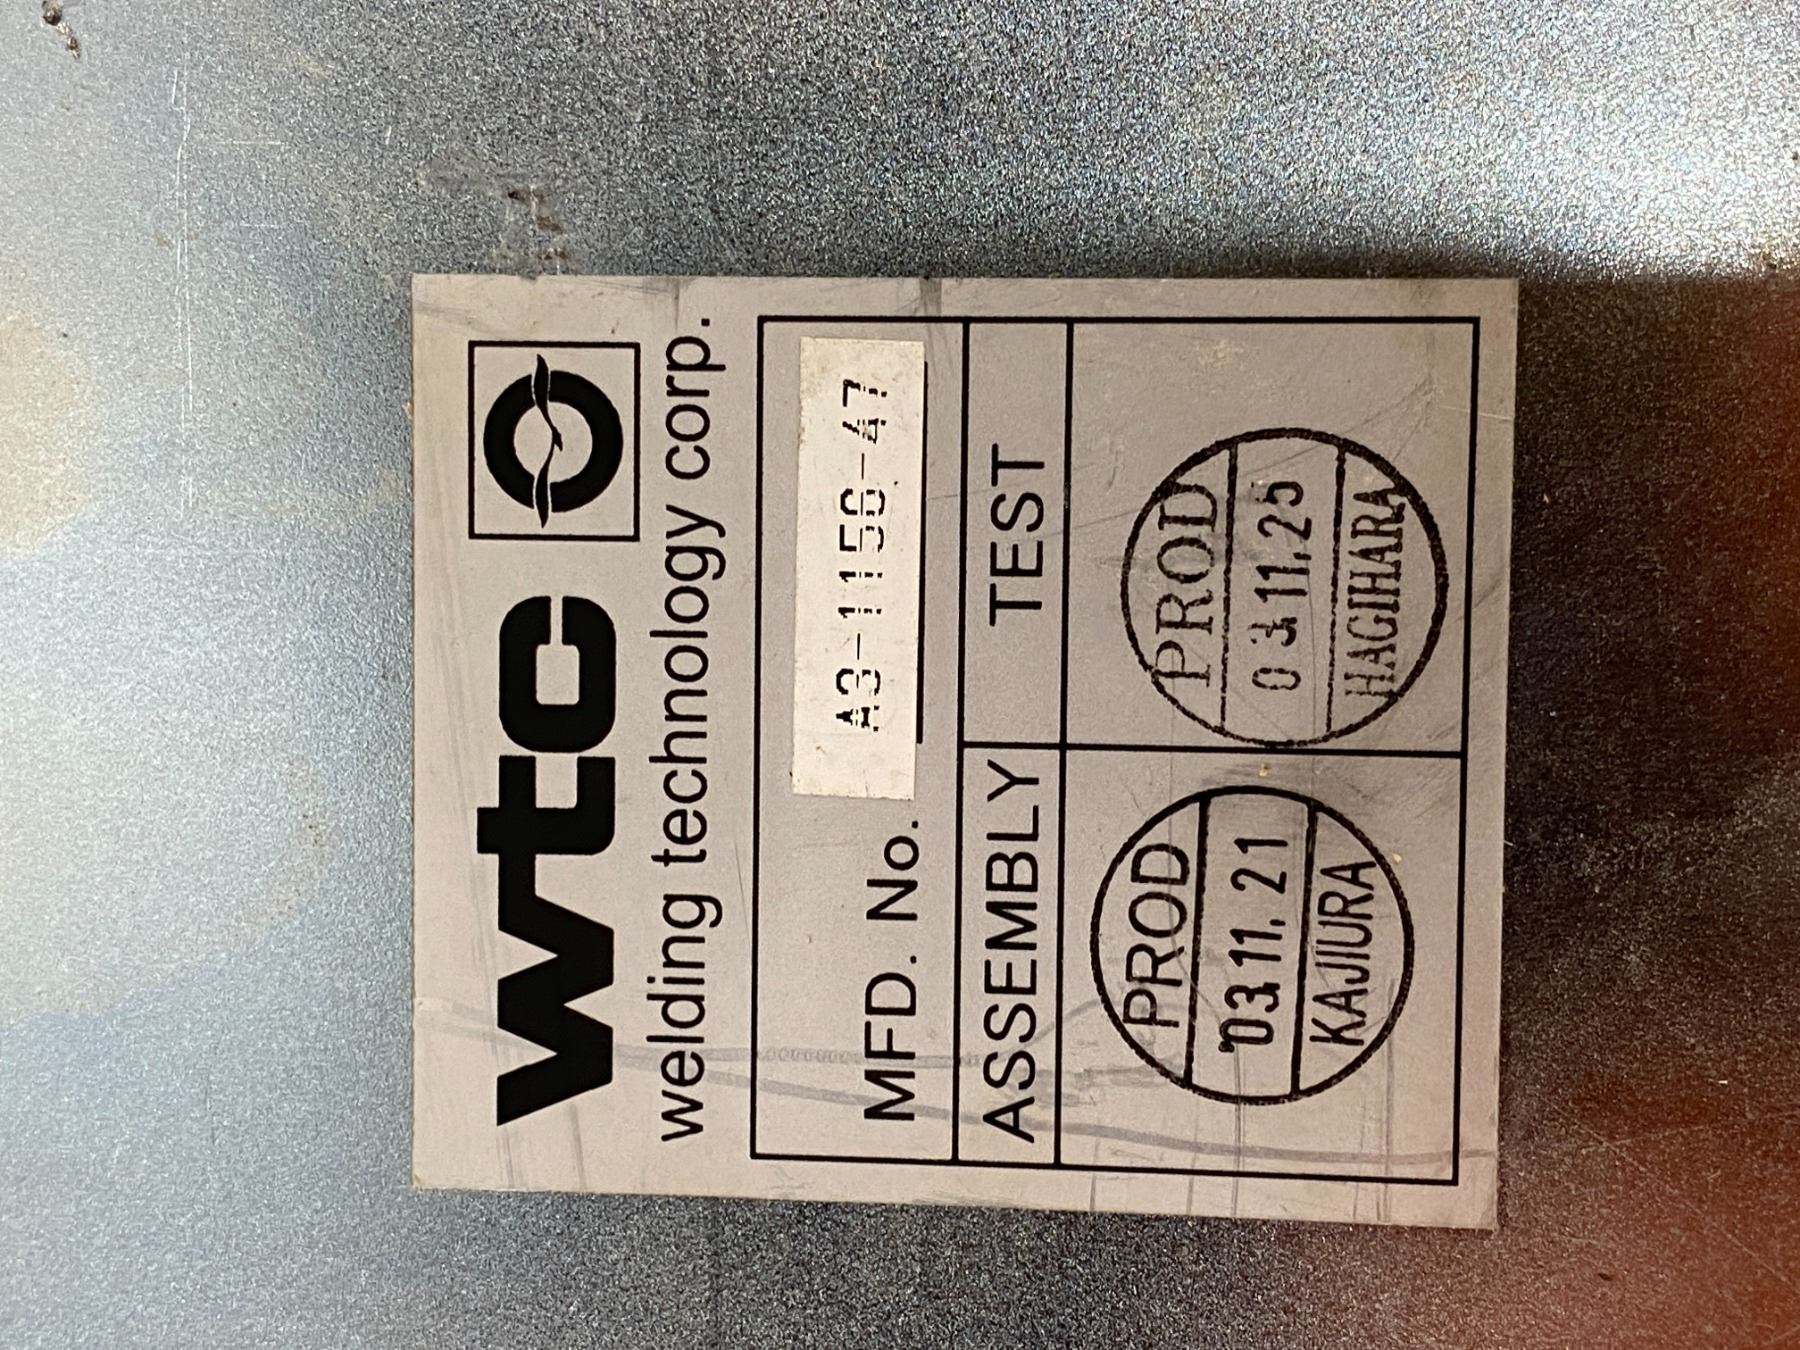 wtc
welding technology corp.
MFD. No. A3-1156-47
ASSEMBLY TEST
PROD
'03.11.21
KAJIURA
PROD
03.11.25
HAGIHARA